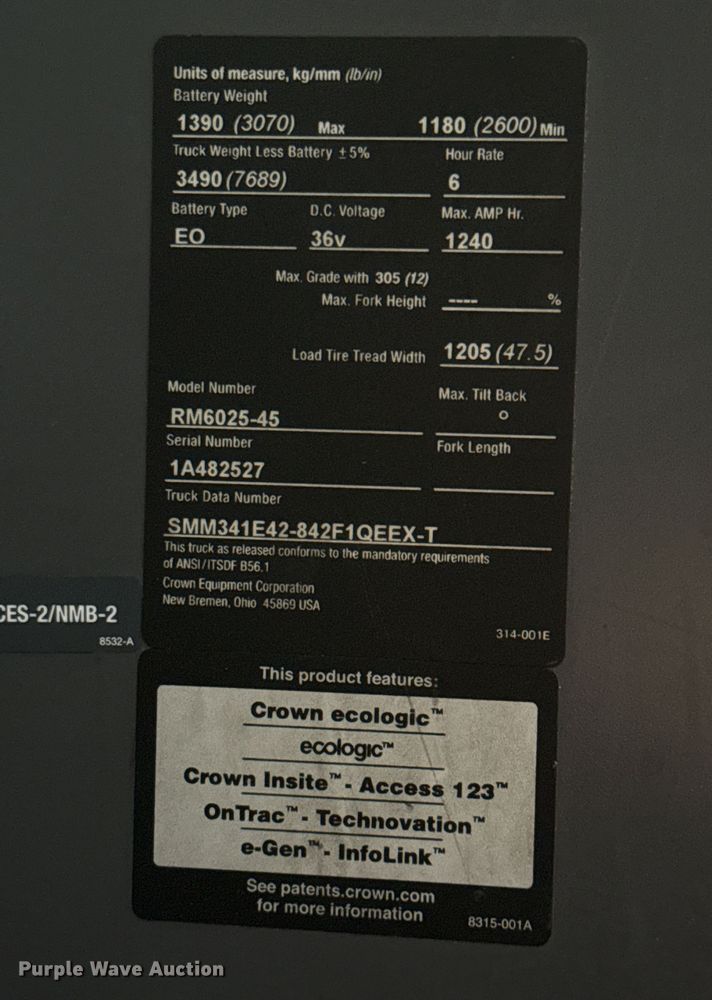 Units of measure, kg/mm (lb/in)
Battery Weight
1390 (3070) Max 1180 (2600) Min
Truck Weight Less Battery ±5% Hour Rate
3490 (7689) 6
Battery Type D.C. Voltage Max. AMP Hr.
EO 36v 1240
Max. Grade with 305 (12)
Max. Fork Height ---- %
Load Tire Tread Width 1205 (47.5)
Model Number Max. Tilt Back
RM6025-45 °
Serial Number Fork Length
1A482527
Truck Data Number
SMM341E42-842F1QEEX-T
This truck as released conforms to the mandatory requirements
of ANSI/ITSDF B56.1
Crown Equipment Corporation
New Bremen, Ohio 45869 USA
314-001E
CES-2/NMB-2
8532-A
This product features:
Crown ecologic™
ecologic™
Crown Insite™ - Access 123™
OnTrac™ - Technovation™
e-Gen™ - InfoLink™
See patents.crown.com
for more information
8315-001A
Purple Wave Auction